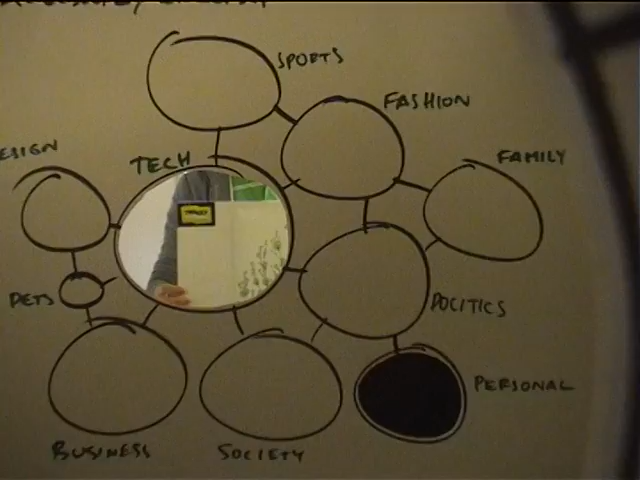 SPORTS
FASHION
ESIGN
TECH
FAMILY
PETS
POLITICS
PERSONAL
BUSINESS
SOCIETY